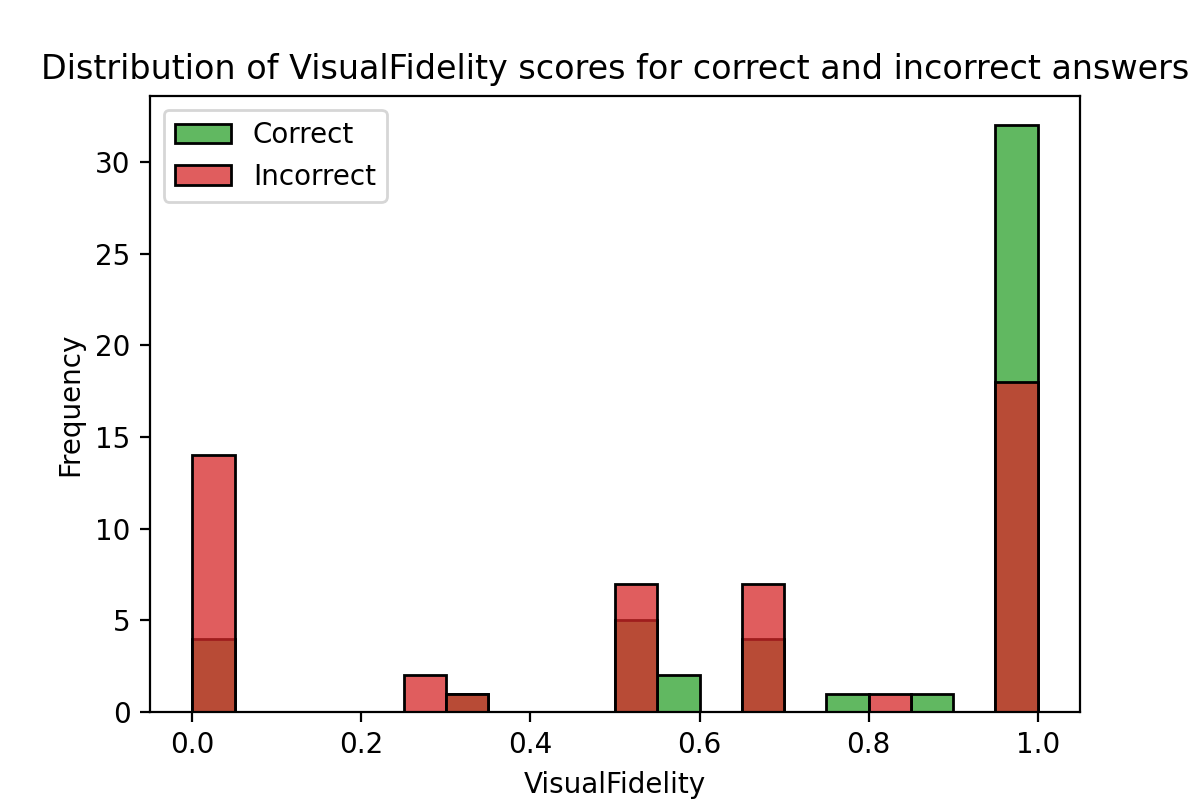 Distribution of VisualFidelity scores for correct and incorrect answers
Correct
Incorrect
30
25
20
15
10
5
0
Frequency
0.0 0.2 0.4 0.6 0.8 1.0
VisualFidelity